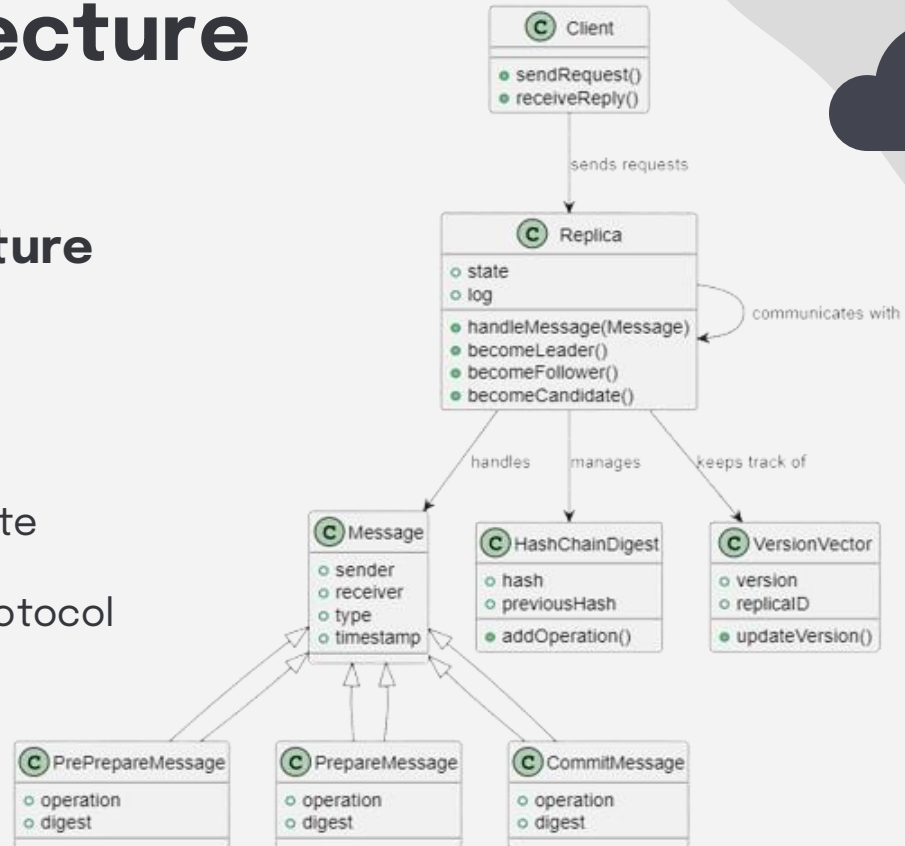 ecture
ture
te
otocol
C Client
sendRequest()
receiveReply()
sends requests
C Replica
state
log
handleMessage(Message)
becomeLeader()
becomeFollower()
becomeCandidate()
communicates with
handles
manages
keeps track of
C Message
sender
receiver
type
timestamp
C HashChainDigest
hash
previousHash
addOperation()
C VersionVector
version
replicaID
updateVersion()
C PrePrepareMessage
operation
digest
C PrepareMessage
operation
digest
C CommitMessage
operation
digest